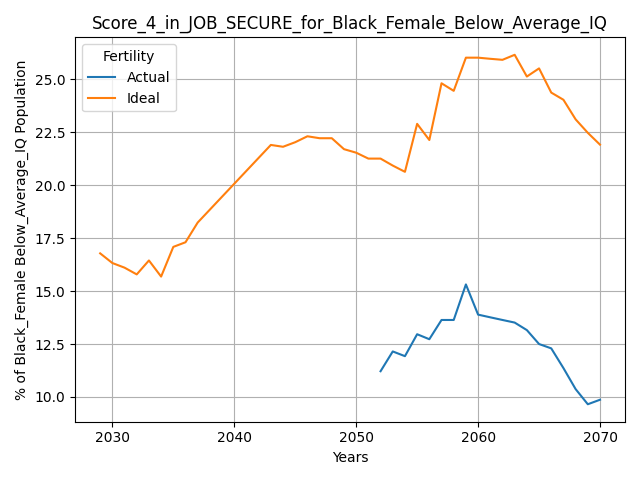 Score_4_in_JOB_SECURE_for_Black_Female_Below_Average_IQ
Fertility
Actual
Ideal
% of Black_Female Below_Average_IQ Population
25.0
22.5
20.0
17.5
15.0
12.5
10.0
2030 2040 2050 2060 2070
Years